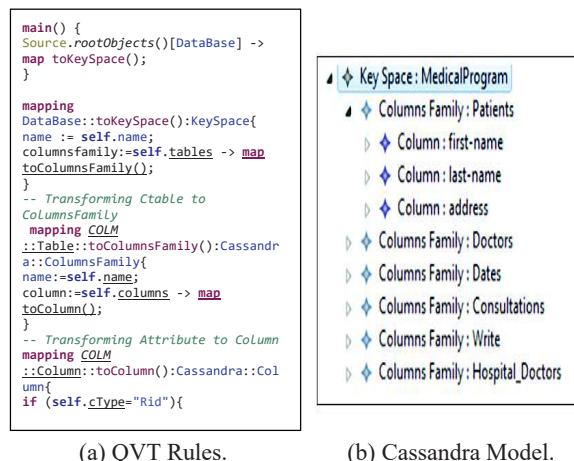 main() {
Source.rootObjects()[DataBase] ->
map toKeySpace();
}
mapping
DataBase::toKeySpace():KeySpace{
name := self.name;
columnsfamily:=self.tables -> map
toColumnsFamily();
}
-- Transforming Ctable to
ColumnsFamily
mapping COLM
::Table::toColumnsFamily():Cassandr
a::ColumnsFamily{
name:=self.name;
column:=self.columns -> map
toColumn();
}
-- Transforming Attribute to Column
mapping COLM
::Column::toColumn():Cassandra::Col
umn{
if (self.cType="Rid"){
(a) QVT Rules.
Key Space : MedicalProgram
Columns Family : Patients
Column : first-name
Column : last-name
Column : address
Columns Family : Doctors
Columns Family : Dates
Columns Family : Consultations
Columns Family : Write
Columns Family : Hospital_Doctors
(b) Cassandra Model.